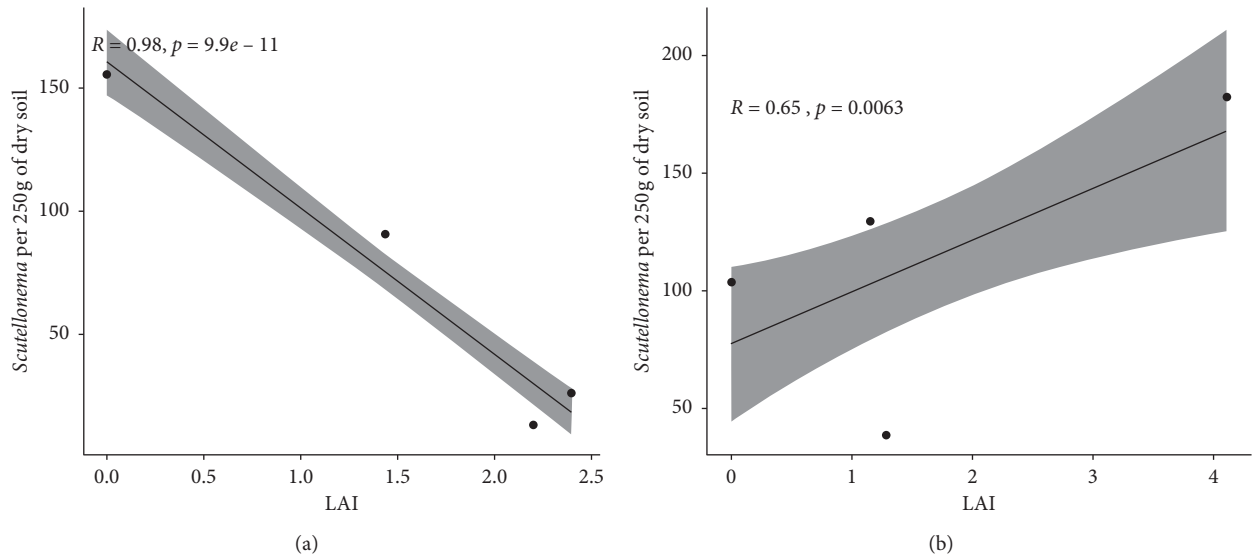 R = 0.98, p = 9.9e – 11
Scutellonema per 250 g of dry soil
150
100
50
0.0 0.5 1.0 1.5 2.0 2.5
LAI
(a)
R = 0.65 , p = 0.0063
Scutellonema per 250 g of dry soil
200
150
100
50
0 1 2 3 4
LAI
(b)